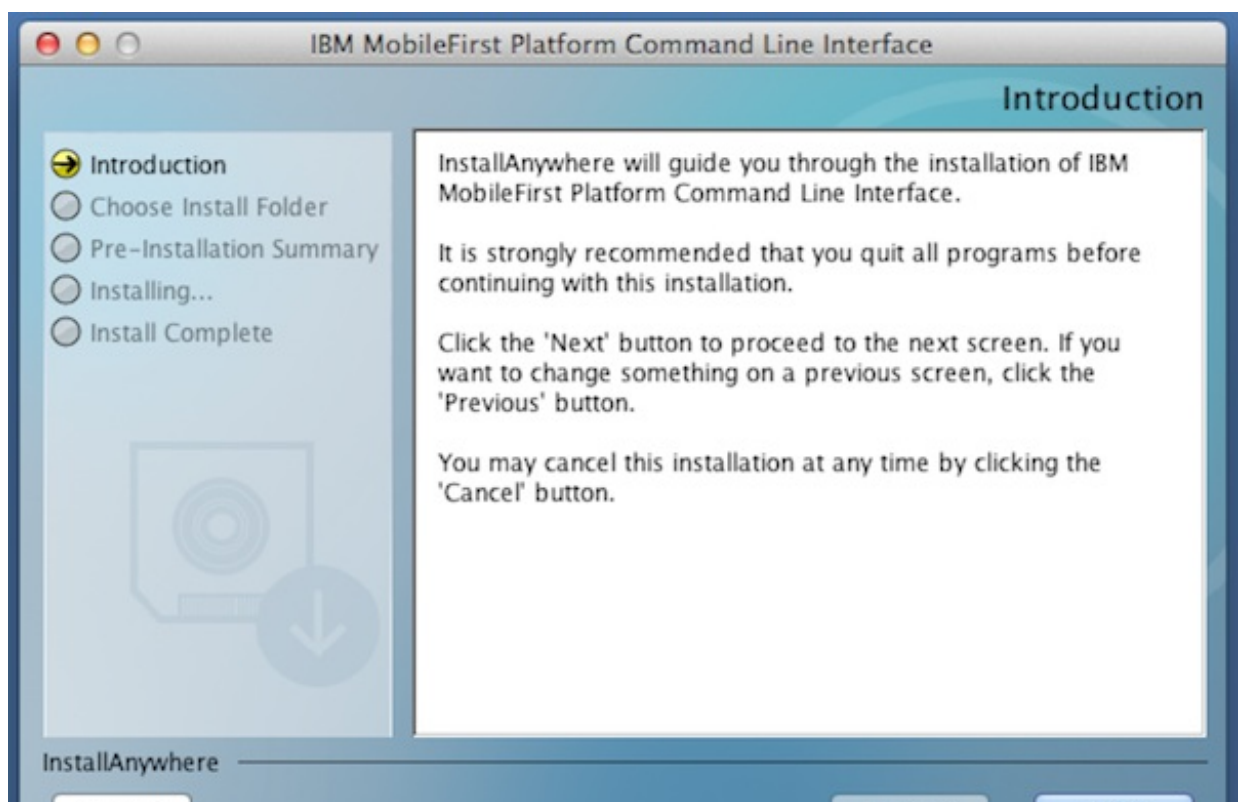 IBM MobileFirst Platform Command Line Interface
Introduction
Introduction
Choose Install Folder
Pre-Installation Summary
Installing...
Install Complete
InstallAnywhere will guide you through the installation of IBM
MobileFirst Platform Command Line Interface.
It is strongly recommended that you quit all programs before
continuing with this installation.
Click the 'Next' button to proceed to the next screen. If you
want to change something on a previous screen, click the
'Previous' button.
You may cancel this installation at any time by clicking the
'Cancel' button.
InstallAnywhere